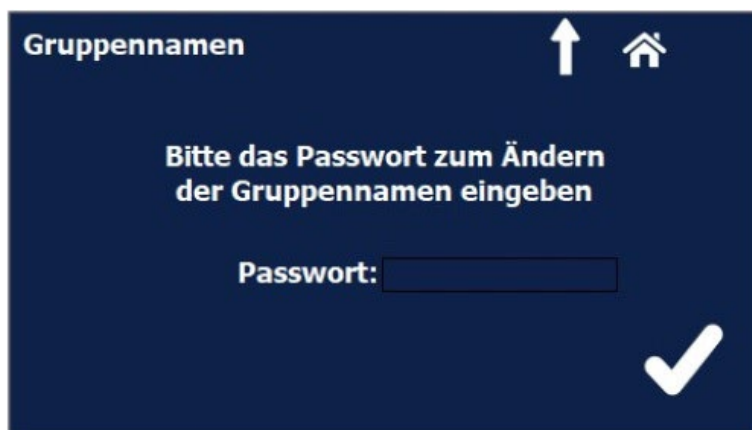 Gruppennamen
Bitte das Passwort zum Ändern
der Gruppennamen eingeben
Passwort: